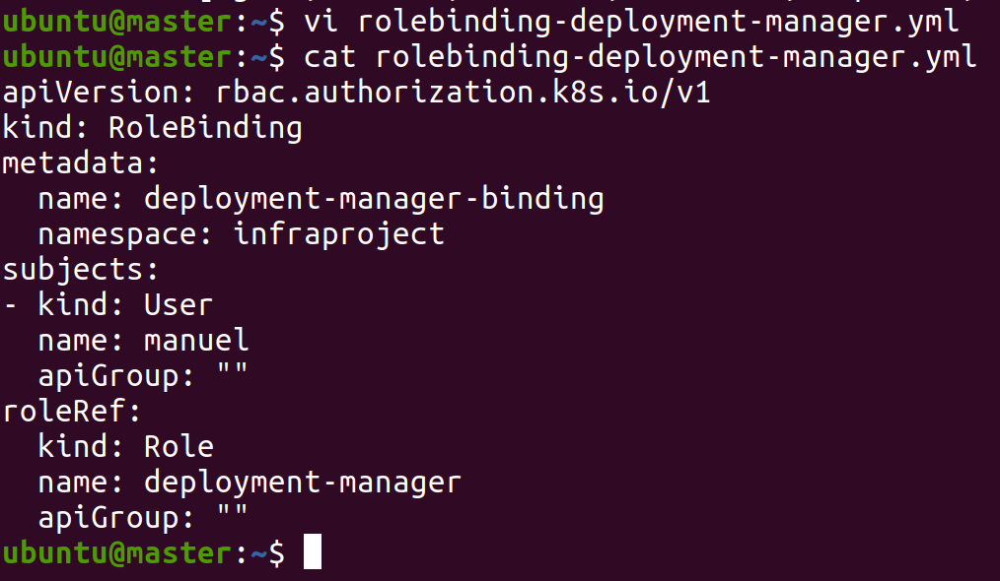 ubuntu@master:~$ vi rolebinding-deployment-manager.yml
ubuntu@master:~$ cat rolebinding-deployment-manager.yml
apiVersion: rbac.authorization.k8s.io/v1
kind: RoleBinding
metadata:
  name: deployment-manager-binding
  namespace: infraproject
subjects:
- kind: User
  name: manuel
  apiGroup: ""
roleRef:
  kind: Role
  name: deployment-manager
  apiGroup: ""
ubuntu@master:~$